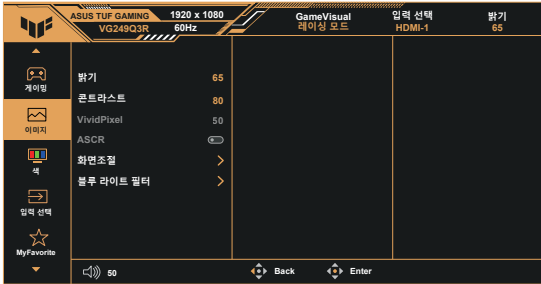 ASUS TUF GAMING 1920 x 1080 GameVisual 입력 선택 밝기
VG249Q3R 60Hz 레이싱 모드 HDMI-1 65
게이밍
이미지
색
입력 선택
MyFavorite
밝기 65
콘트라스트 80
VividPixel 50
ASCR
화면조절
블루 라이트 필터
50 Back Enter